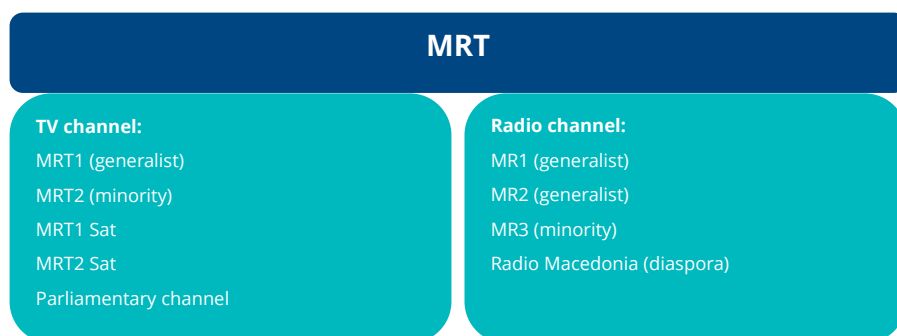 MRT
TV channel:
MRT1 (generalist)
MRT2 (minority)
MRT1 Sat
MRT2 Sat
Parliamentary channel
Radio channel:
MR1 (generalist)
MR2 (generalist)
MR3 (minority)
Radio Macedonia (diaspora)